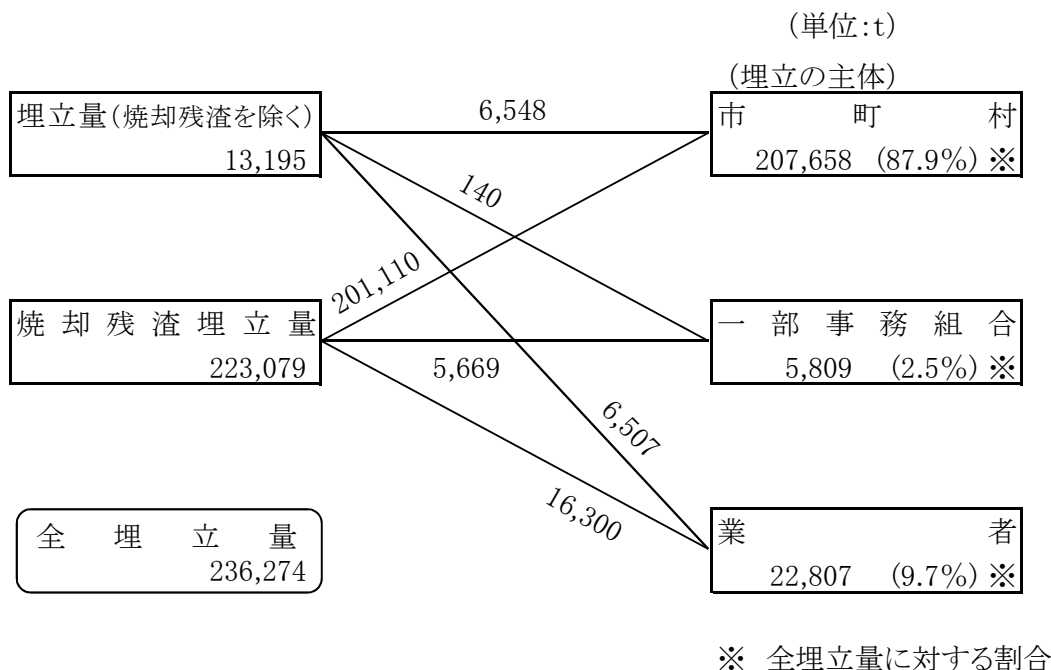 (単位:t)
(埋立の主体)
埋立量(焼却残渣を除く)
13,195
6,548
市町村
207,658 (87.9%)※
140
201,110
焼却残渣埋立量
223,079
5,669
一部事務組合
5,809 (2.5%)※
6,507
16,300
全埋立量
236,274
業者
22,807 (9.7%)※
※ 全埋立量に対する割合